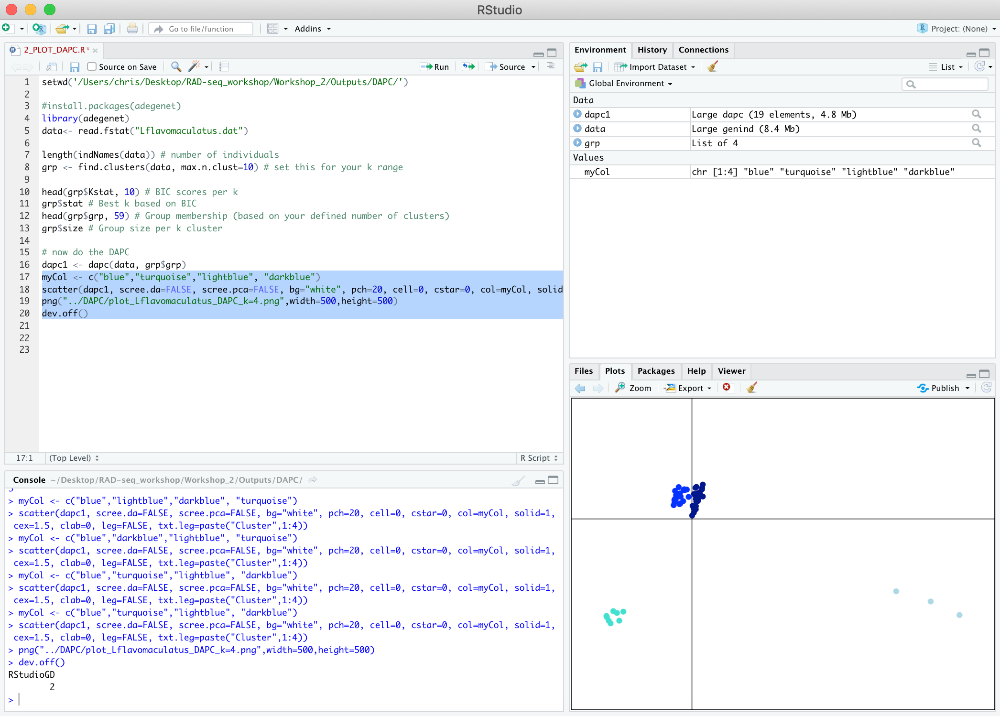 RStudio
Go to file/function
Addins
Project: (None)
2_PLOT_DAPC.R*
Source on Save
Run
Source
1 setwd('/Users/chris/Desktop/RAD-seq_workshop/Workshop_2/Outputs/DAPC/')
2
3 #install.packages(adegenet)
4 library(adegenet)
5 data<- read.fstat("Lflavomaculatus.dat")
6
7 length(indNames(data)) # number of individuals
8 grp <- find.clusters(data, max.n.clust=10) # set this for your k range
9
10 head(grp$Kstat, 10) # BIC scores per k
11 grp$stat # Best k based on BIC
12 head(grp$grp, 59) # Group membership (based on your defined number of clusters)
13 grp$size # Group size per k cluster
14
15 # now do the DAPC
16 dapc1 <- dapc(data, grp$grp)
17 myCol <- c("blue","turquoise","lightblue", "darkblue")
18 scatter(dapc1, scree.da=FALSE, scree.pca=FALSE, bg="white", pch=20, cell=0, cstar=0, col=myCol, solid
19 png("../DAPC/plot_Lflavomaculatus_DAPC_k=4.png",width=500,height=500)
20 dev.off()
21
22
23
17:1 (Top Level) R Script
Console ~/Desktop/RAD-seq_workshop/Workshop_2/Outputs/DAPC/
> myCol <- c("blue","lightblue","darkblue", "turquoise")
> scatter(dapc1, scree.da=FALSE, scree.pca=FALSE, bg="white", pch=20, cell=0, cstar=0, col=myCol, solid=1,
cex=1.5, clab=0, leg=FALSE, txt.leg=paste("Cluster",1:4))
> myCol <- c("blue","darkblue","lightblue", "turquoise")
> scatter(dapc1, scree.da=FALSE, scree.pca=FALSE, bg="white", pch=20, cell=0, cstar=0, col=myCol, solid=1,
cex=1.5, clab=0, leg=FALSE, txt.leg=paste("Cluster",1:4))
> myCol <- c("blue","turquoise","lightblue", "darkblue")
> scatter(dapc1, scree.da=FALSE, scree.pca=FALSE, bg="white", pch=20, cell=0, cstar=0, col=myCol, solid=1,
cex=1.5, clab=0, leg=FALSE, txt.leg=paste("Cluster",1:4))
> myCol <- c("blue","turquoise","lightblue", "darkblue")
> scatter(dapc1, scree.da=FALSE, scree.pca=FALSE, bg="white", pch=20, cell=0, cstar=0, col=myCol, solid=1,
cex=1.5, clab=0, leg=FALSE, txt.leg=paste("Cluster",1:4))
> png("../DAPC/plot_Lflavomaculatus_DAPC_k=4.png",width=500,height=500)
> dev.off()
RStudioGD
2
>
Environment History Connections
Import Dataset
List
Global Environment
Data
dapc1 Large dapc (19 elements, 4.8 Mb)
data Large genind (8.4 Mb)
grp List of 4
Values
myCol chr [1:4] "blue" "turquoise" "lightblue" "darkblue"
Files Plots Packages Help Viewer
Zoom Export Publish